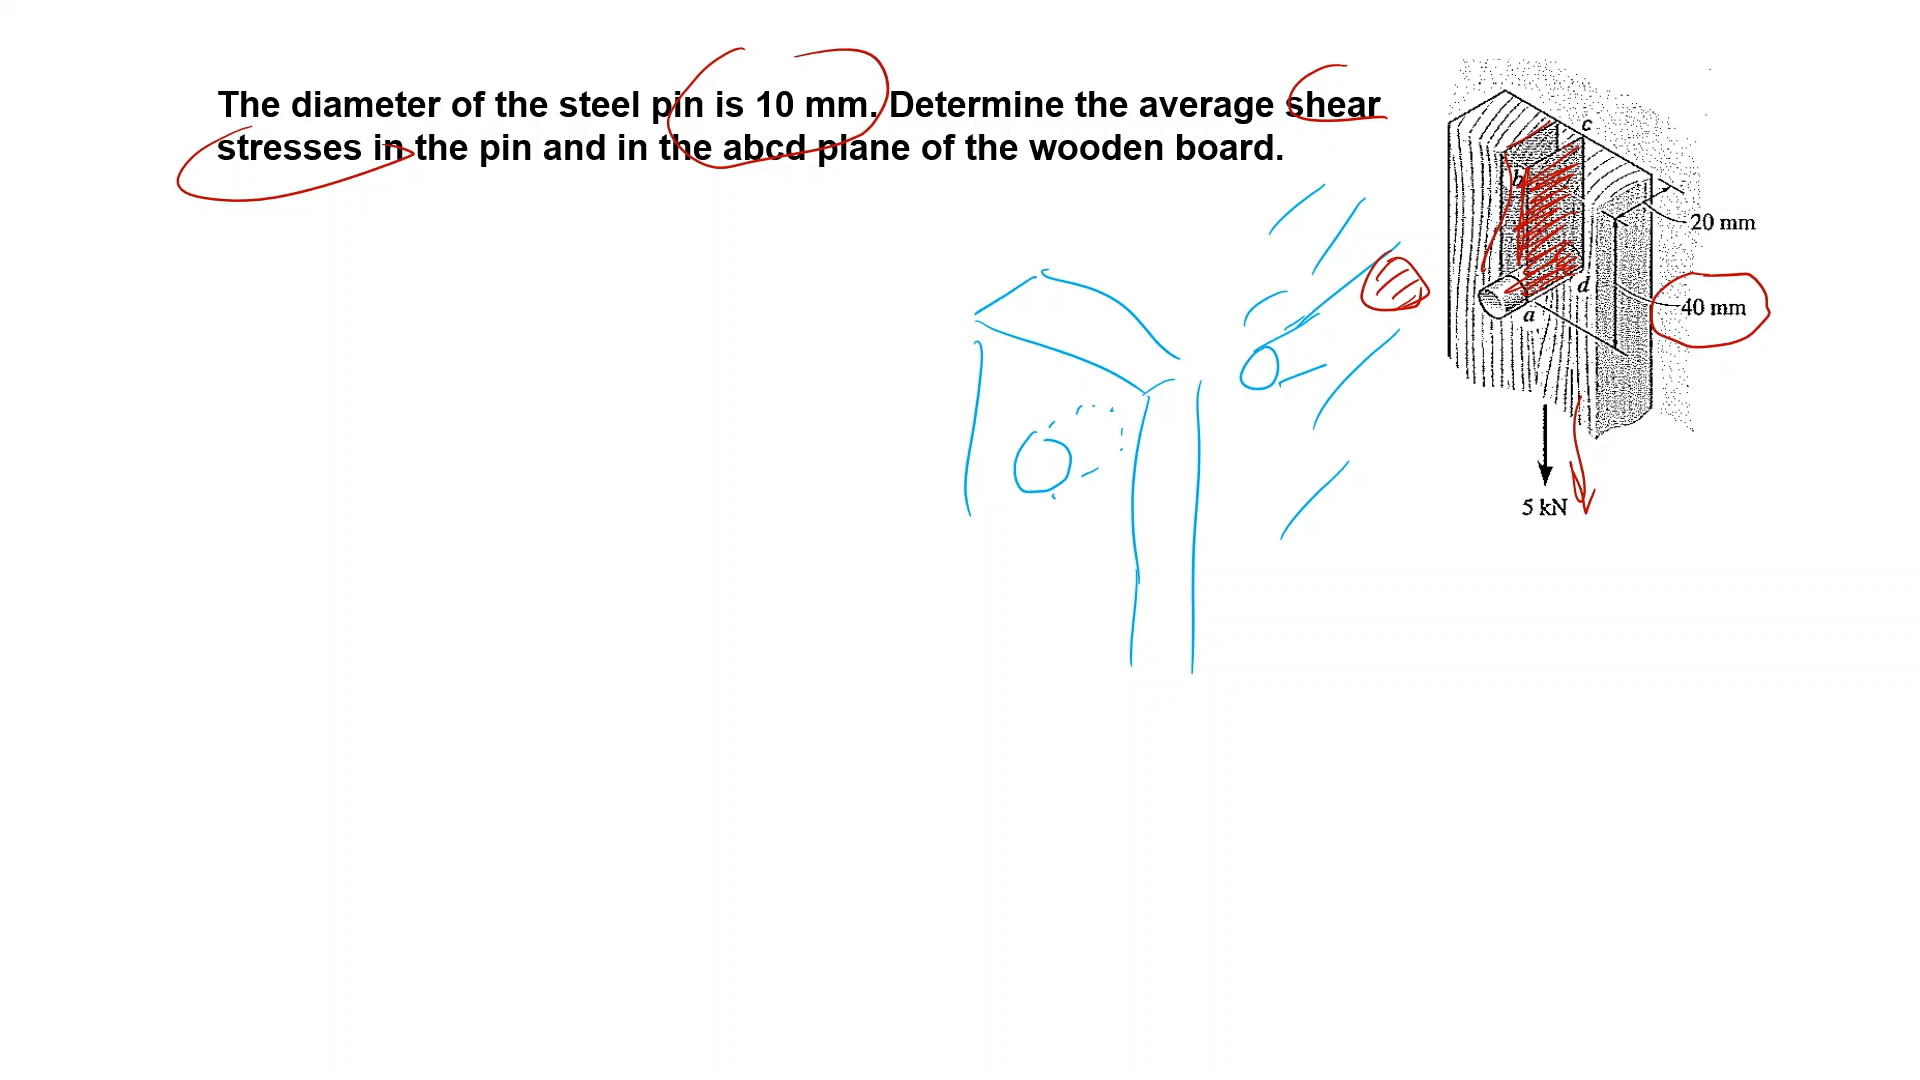 The diameter of the steel pin is 10 mm. Determine the average shear
stresses in the pin and in the abcd plane of the wooden board.
c
b
20 mm
d
40 mm
a
5 kN